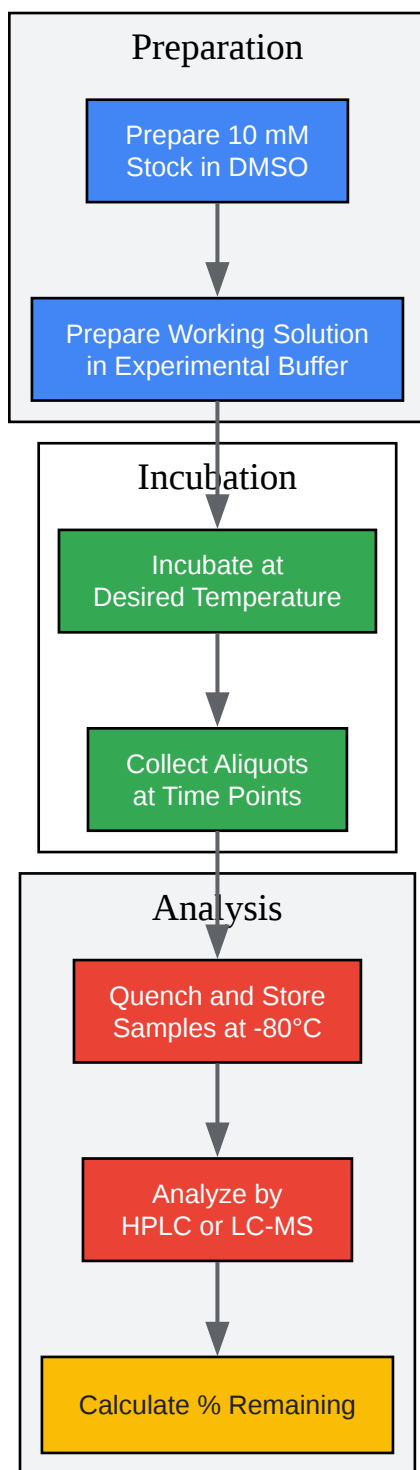 Preparation
Prepare 10 mM
Stock in DMSO
Prepare Working Solution
in Experimental Buffer
Incubation
Incubate at
Desired Temperature
Collect Aliquots
at Time Points
Analysis
Quench and Store
Samples at -80°C
Analyze by
HPLC or LC-MS
Calculate % Remaining